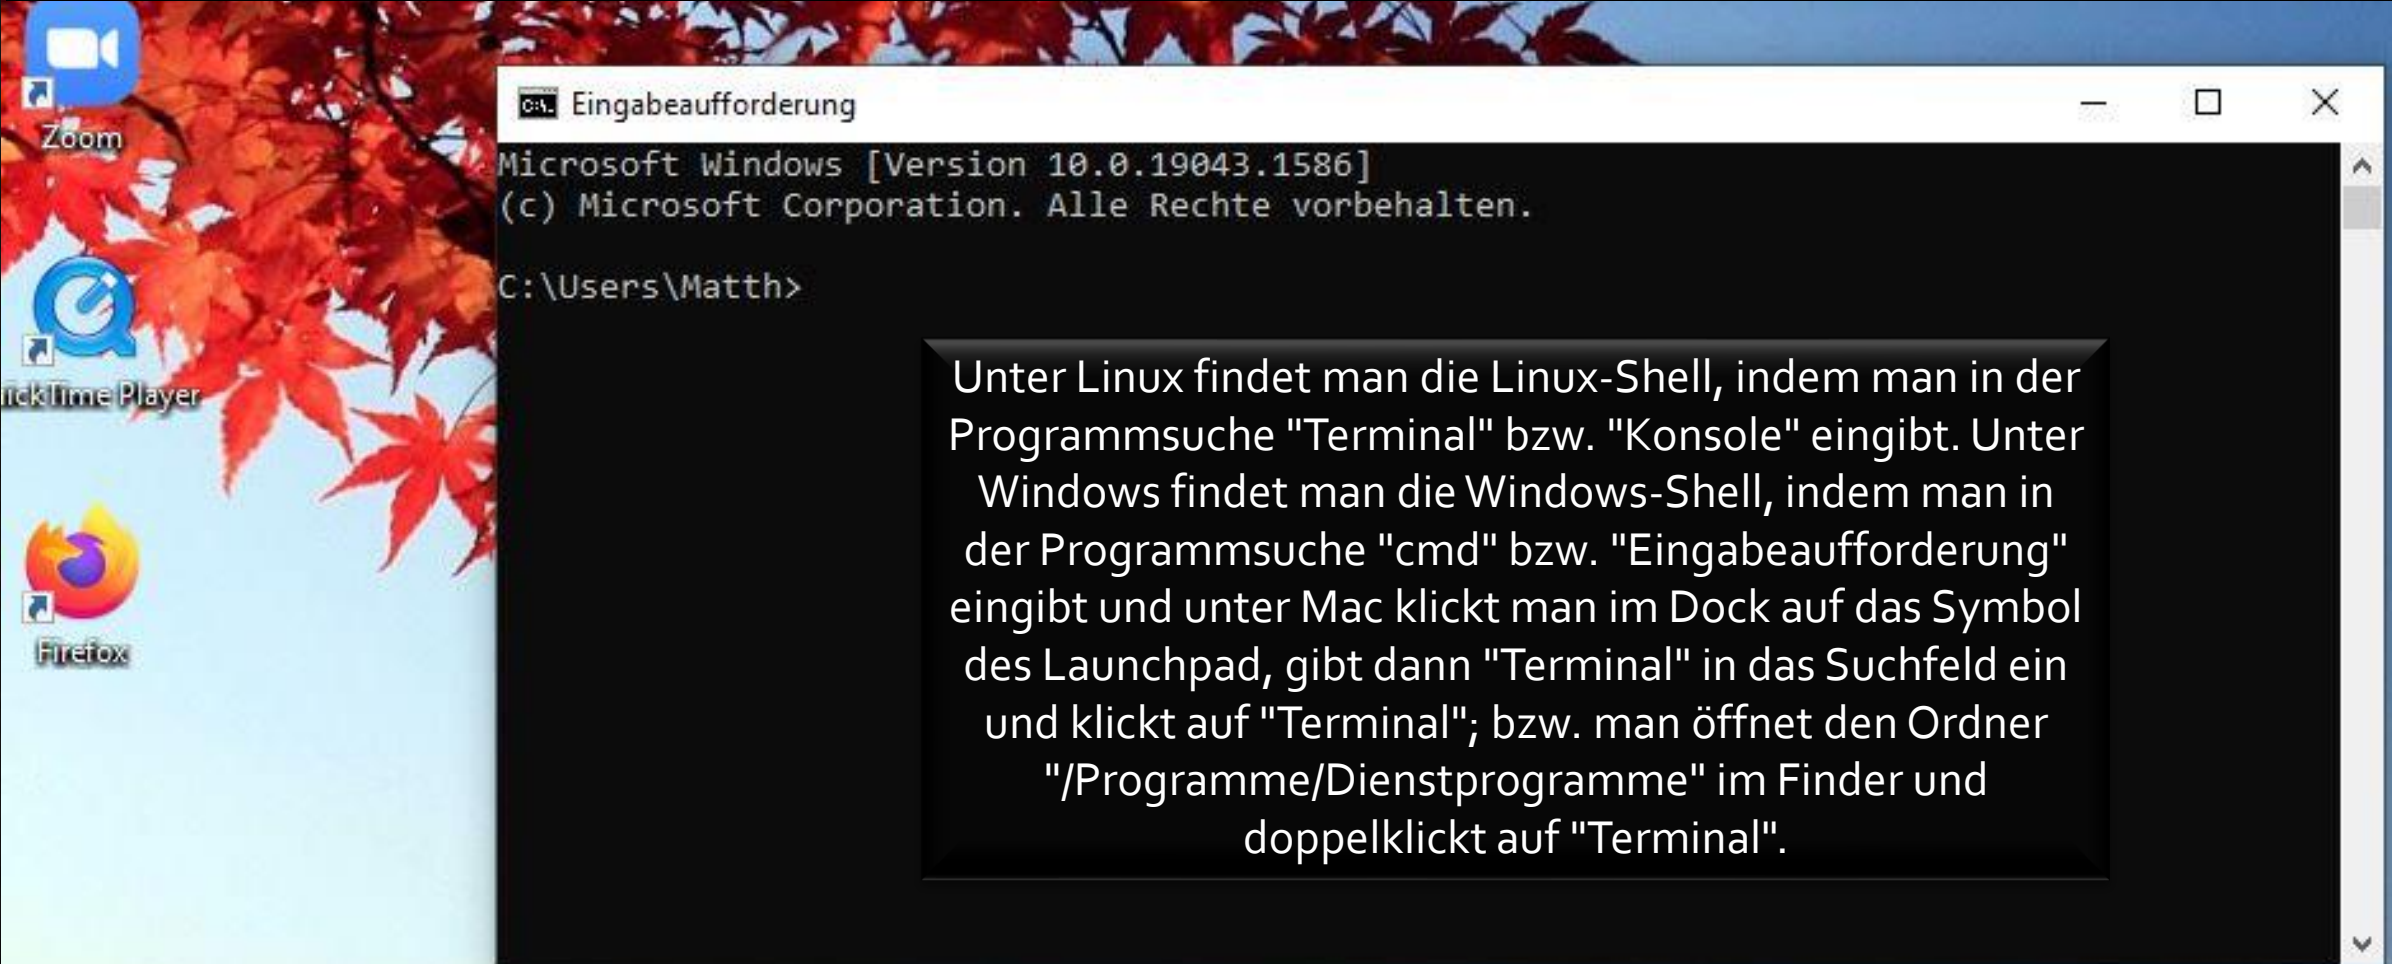 Zoom
Eingabeaufforderung
Microsoft Windows [Version 10.0.19043.1586]
(c) Microsoft Corporation. Alle Rechte vorbehalten.
C:\Users\Matth>
ickTime Player
Firefox
Unter Linux findet man die Linux-Shell, indem man in der
Programmsuche "Terminal" bzw. "Konsole" eingibt. Unter
Windows findet man die Windows-Shell, indem man in
der Programmsuche "cmd" bzw. "Eingabeaufforderung"
eingibt und unter Mac klickt man im Dock auf das Symbol
des Launchpad, gibt dann "Terminal" in das Suchfeld ein
und klickt auf "Terminal"; bzw. man öffnet den Ordner
"/Programme/Dienstprogramme" im Finder und
doppelklickt auf "Terminal".